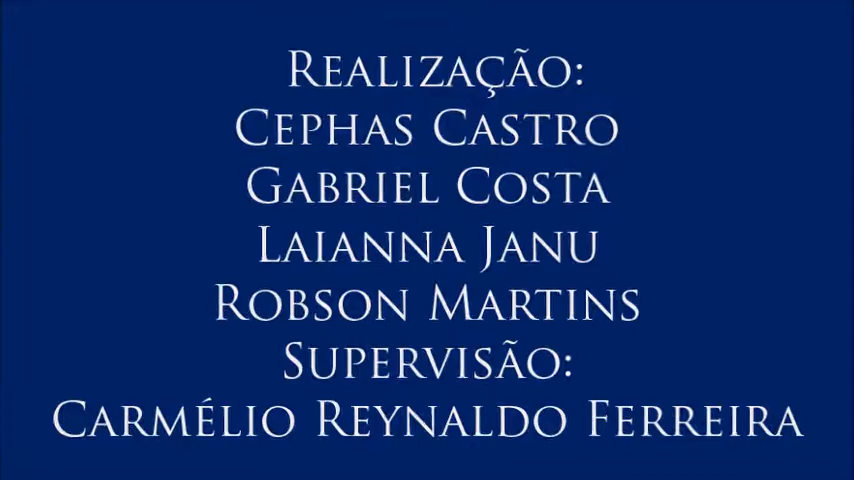 Realização:
Cephas Castro
Gabriel Costa
Laianna Janu
Robson Martins
Supervisão:
Carmélio Reynaldo Ferreira